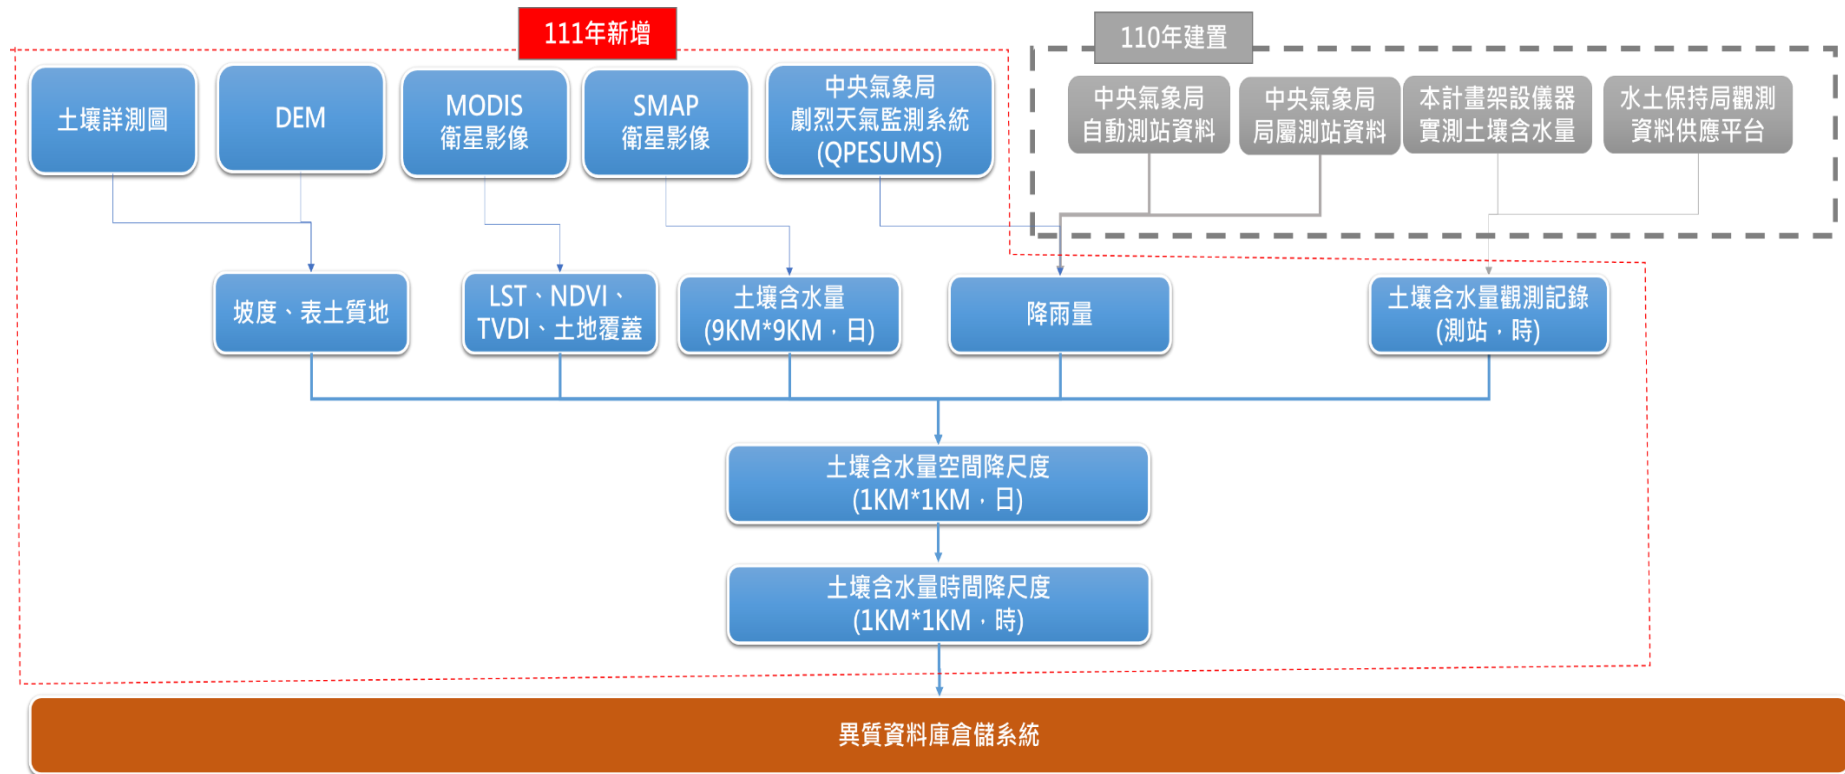 111年新增
110年建置
土壤詳測圖
DEM
MODIS
衛星影像
SMAP
衛星影像
中央氣象局
劇烈天氣監測系統
(QPESUMS)
中央氣象局
自動測站資料
中央氣象局
局屬測站資料
本計畫架設儀器
實測土壤含水量
水土保持局觀測
資料供應平台
坡度、表土質地
LST、NDVI、
TVDI、土地覆蓋
土壤含水量
(9KM*9KM，日)
降雨量
土壤含水量觀測記錄
(測站，時)
土壤含水量空間降尺度
(1KM*1KM，日)
土壤含水量時間降尺度
(1KM*1KM，時)
異質資料庫倉儲系統